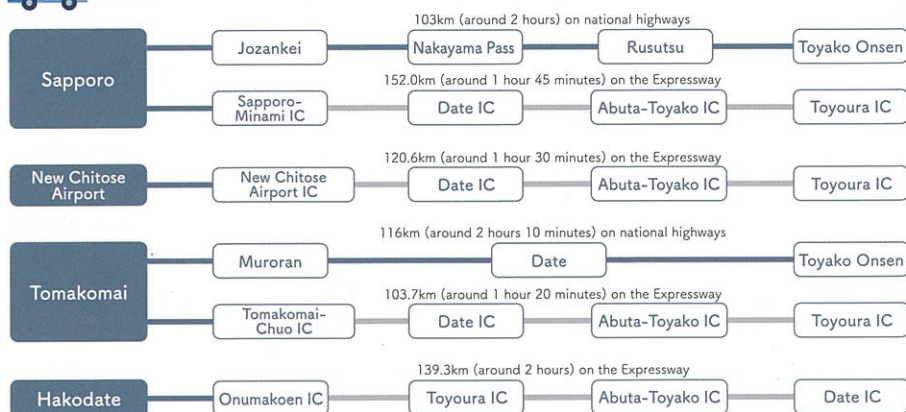 103km (around 2 hours) on national highways
Sapporo
Jozankei
Nakayama Pass
Rusutsu
Toyako Onsen
152.0km (around 1 hour 45 minutes) on the Expressway
Sapporo-
Minami IC
Date IC
Abuta-Toyako IC
Toyoura IC
120.6km (around 1 hour 30 minutes) on the Expressway
New Chitose
Airport
New Chitose
Airport IC
Date IC
Abuta-Toyako IC
Toyoura IC
116km (around 2 hours 10 minutes) on national highways
Tomakomai
Muroran
Date
Toyako Onsen
103.7km (around 1 hour 20 minutes) on the Expressway
Tomakomai-
Chuo IC
Date IC
Abuta-Toyako IC
Toyoura IC
139.3km (around 2 hours) on the Expressway
Hakodate
Onumakoen IC
Toyoura IC
Abuta-Toyako IC
Date IC